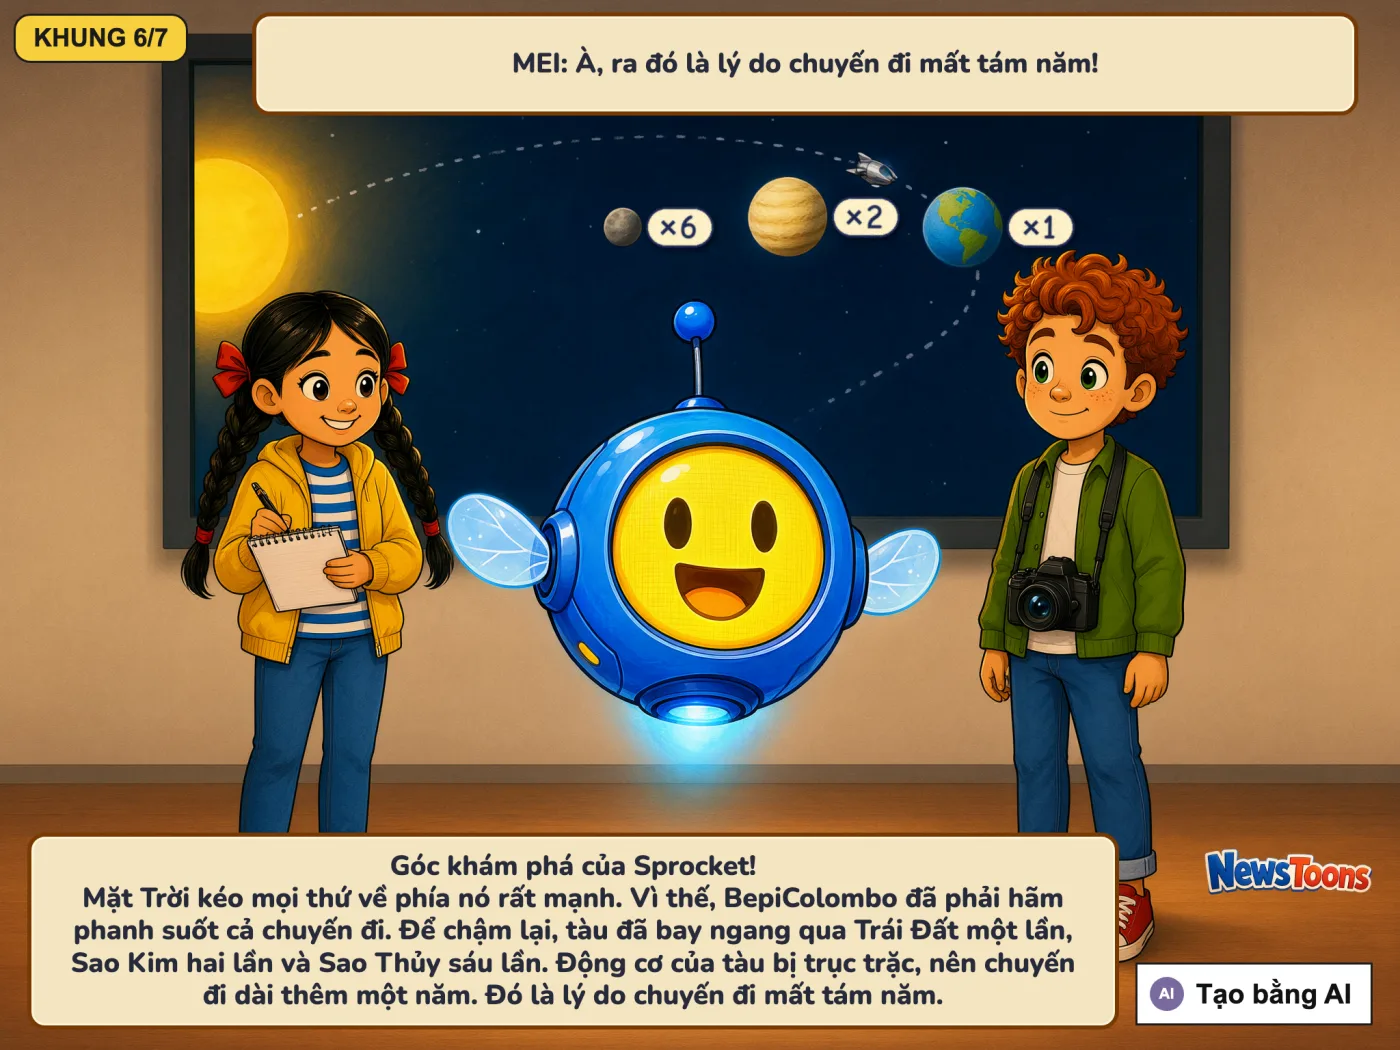 KHUNG 6/7
MEI: À, ra đó là lý do chuyến đi mất tám năm!
×6
×2
×1
Góc khám phá của Sprocket!
Mặt Trời kéo mọi thứ về phía nó rất mạnh. Vì thế, BepiColombo đã phải hãm
phanh suốt cả chuyến đi. Để chậm lại, tàu đã bay ngang qua Trái Đất một lần,
Sao Kim hai lần và Sao Thủy sáu lần. Động cơ của tàu bị trục trặc, nên chuyến
đi dài thêm một năm. Đó là lý do chuyến đi mất tám năm.
NEWSTOONS
AI Tạo bằng AI